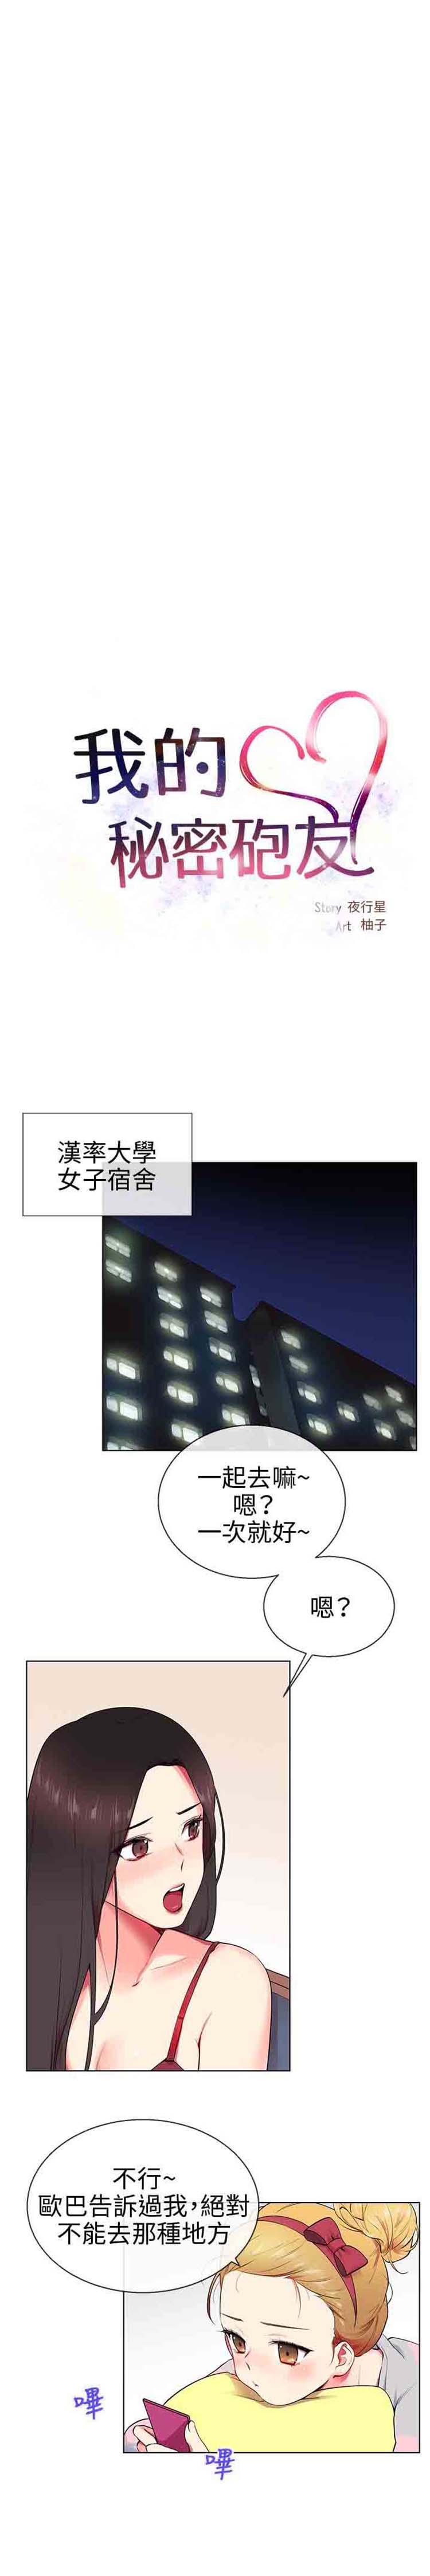 我的
秘密砲友
Story 夜行星
Art 柚子
漢率大學
女子宿舍
一起去嘛~
嗯?
一次就好~
嗯?
不行~
歐巴告訴過我,絕對
不能去那種地方
嗶
嗶